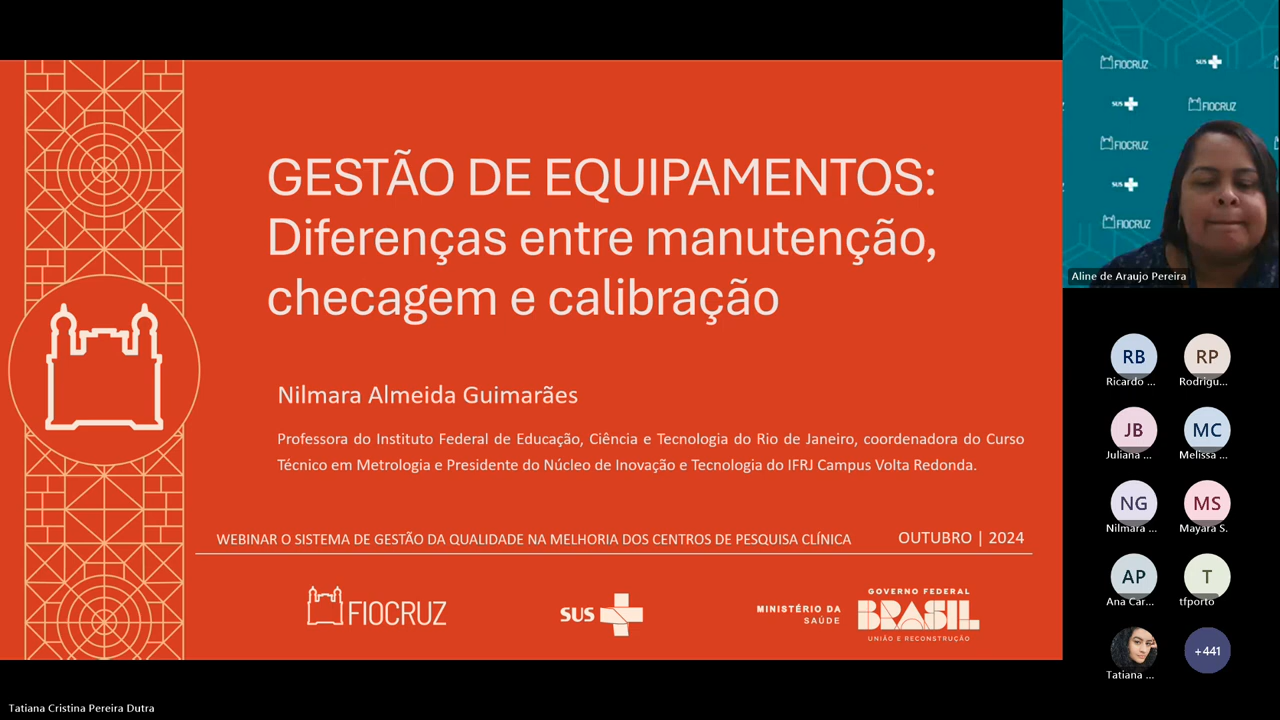 GESTÃO DE EQUIPAMENTOS:
Diferenças entre manutenção,
checagem e calibração
Nilmara Almeida Guimarães
Professora do Instituto Federal de Educação, Ciência e Tecnologia do Rio de Janeiro, coordenadora do Curso
Técnico em Metrologia e Presidente do Núcleo de Inovação e Tecnologia do IFRJ Campus Volta Redonda.
WEBINAR O SISTEMA DE GESTÃO DA QUALIDADE NA MELHORIA DOS CENTROS DE PESQUISA CLÍNICA
OUTUBRO | 2024
FIOCRUZ
SUS
MINISTÉRIO DA
SAÚDE
GOVERNO FEDERAL
BRASIL
UNIÃO E RECONSTRUÇÃO
Tatiana Cristina Pereira Dutra
FIOCRUZ
SUS
SUS
FIOCRUZ
FIOCRUZ
SUS
FIOCRUZ
Aline de Araujo Pereira
RB
Ricardo ...
RP
Rodrigu...
JB
Juliana ...
MC
Melissa ...
NG
Nilmara ...
MS
Mayara S.
AP
Ana Car...
T
tfporto
Tatiana ...
+441